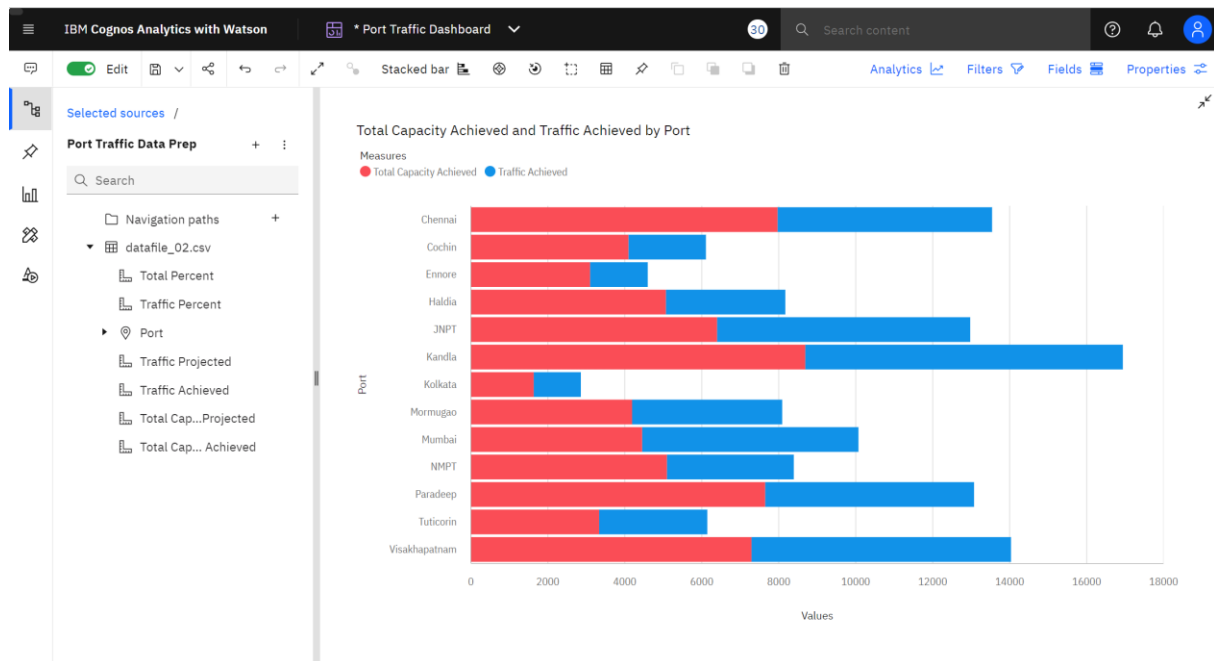 IBM Cognos Analytics with Watson
* Port Traffic Dashboard
30
Search content
Edit
Stacked bar
Analytics
Filters
Fields
Properties
Selected sources /
Port Traffic Data Prep
Search
Navigation paths
datafile_02.csv
Total Percent
Traffic Percent
Port
Traffic Projected
Traffic Achieved
Total Cap...Projected
Total Cap... Achieved
Total Capacity Achieved and Traffic Achieved by Port
Measures
Total Capacity Achieved Traffic Achieved
Port
Chennai
Cochin
Ennore
Haldia
JNPT
Kandla
Kolkata
Mormugao
Mumbai
NMPT
Paradeep
Tuticorin
Visakhapatnam
0 2000 4000 6000 8000 10000 12000 14000 16000 18000
Values